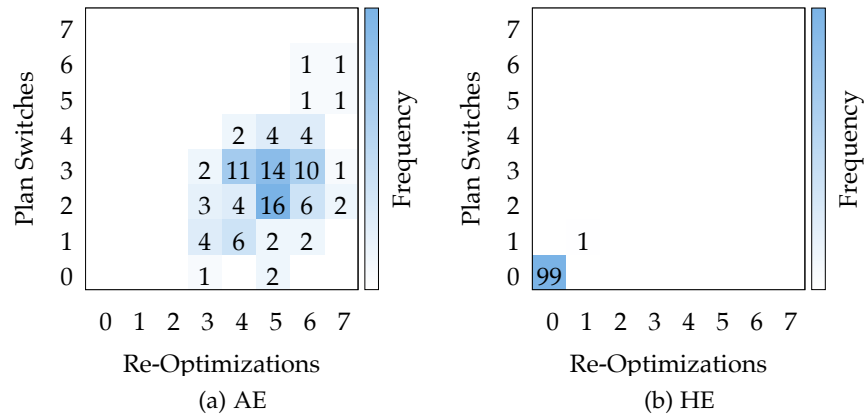 Plan Switches
7
6 1 1
5 1 1
4 2 4 4
3 2 11 14 10 1
2 3 4 16 6 2
1 4 6 2 2
0 1 2
0 1 2 3 4 5 6 7
Re-Optimizations
Frequency
(a) AE
Plan Switches
7
6
5
4
3
2
1 1
0 99
0 1 2 3 4 5 6 7
Re-Optimizations
Frequency
(b) HE